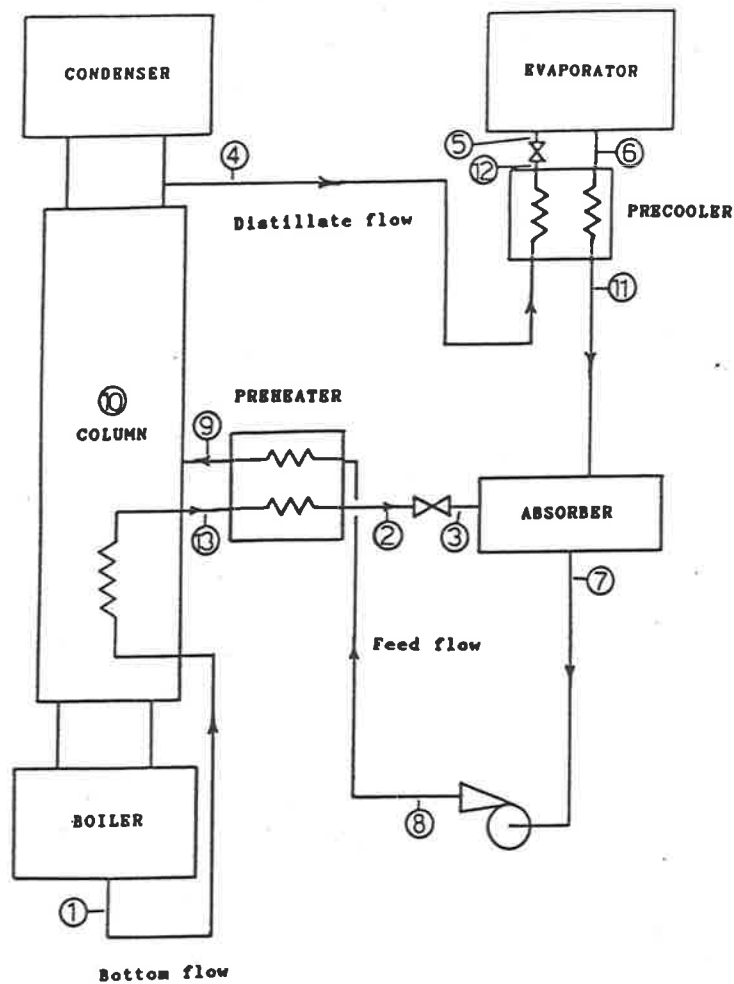 CONDENSER
EVAPORATOR
5
4
6
12
PRECOOLER
Distillate flow
11
PREHEATER
10
COLUMN
9
ABSORBER
13
2
3
7
Feed flow
BOILER
8
1
Bottom flow